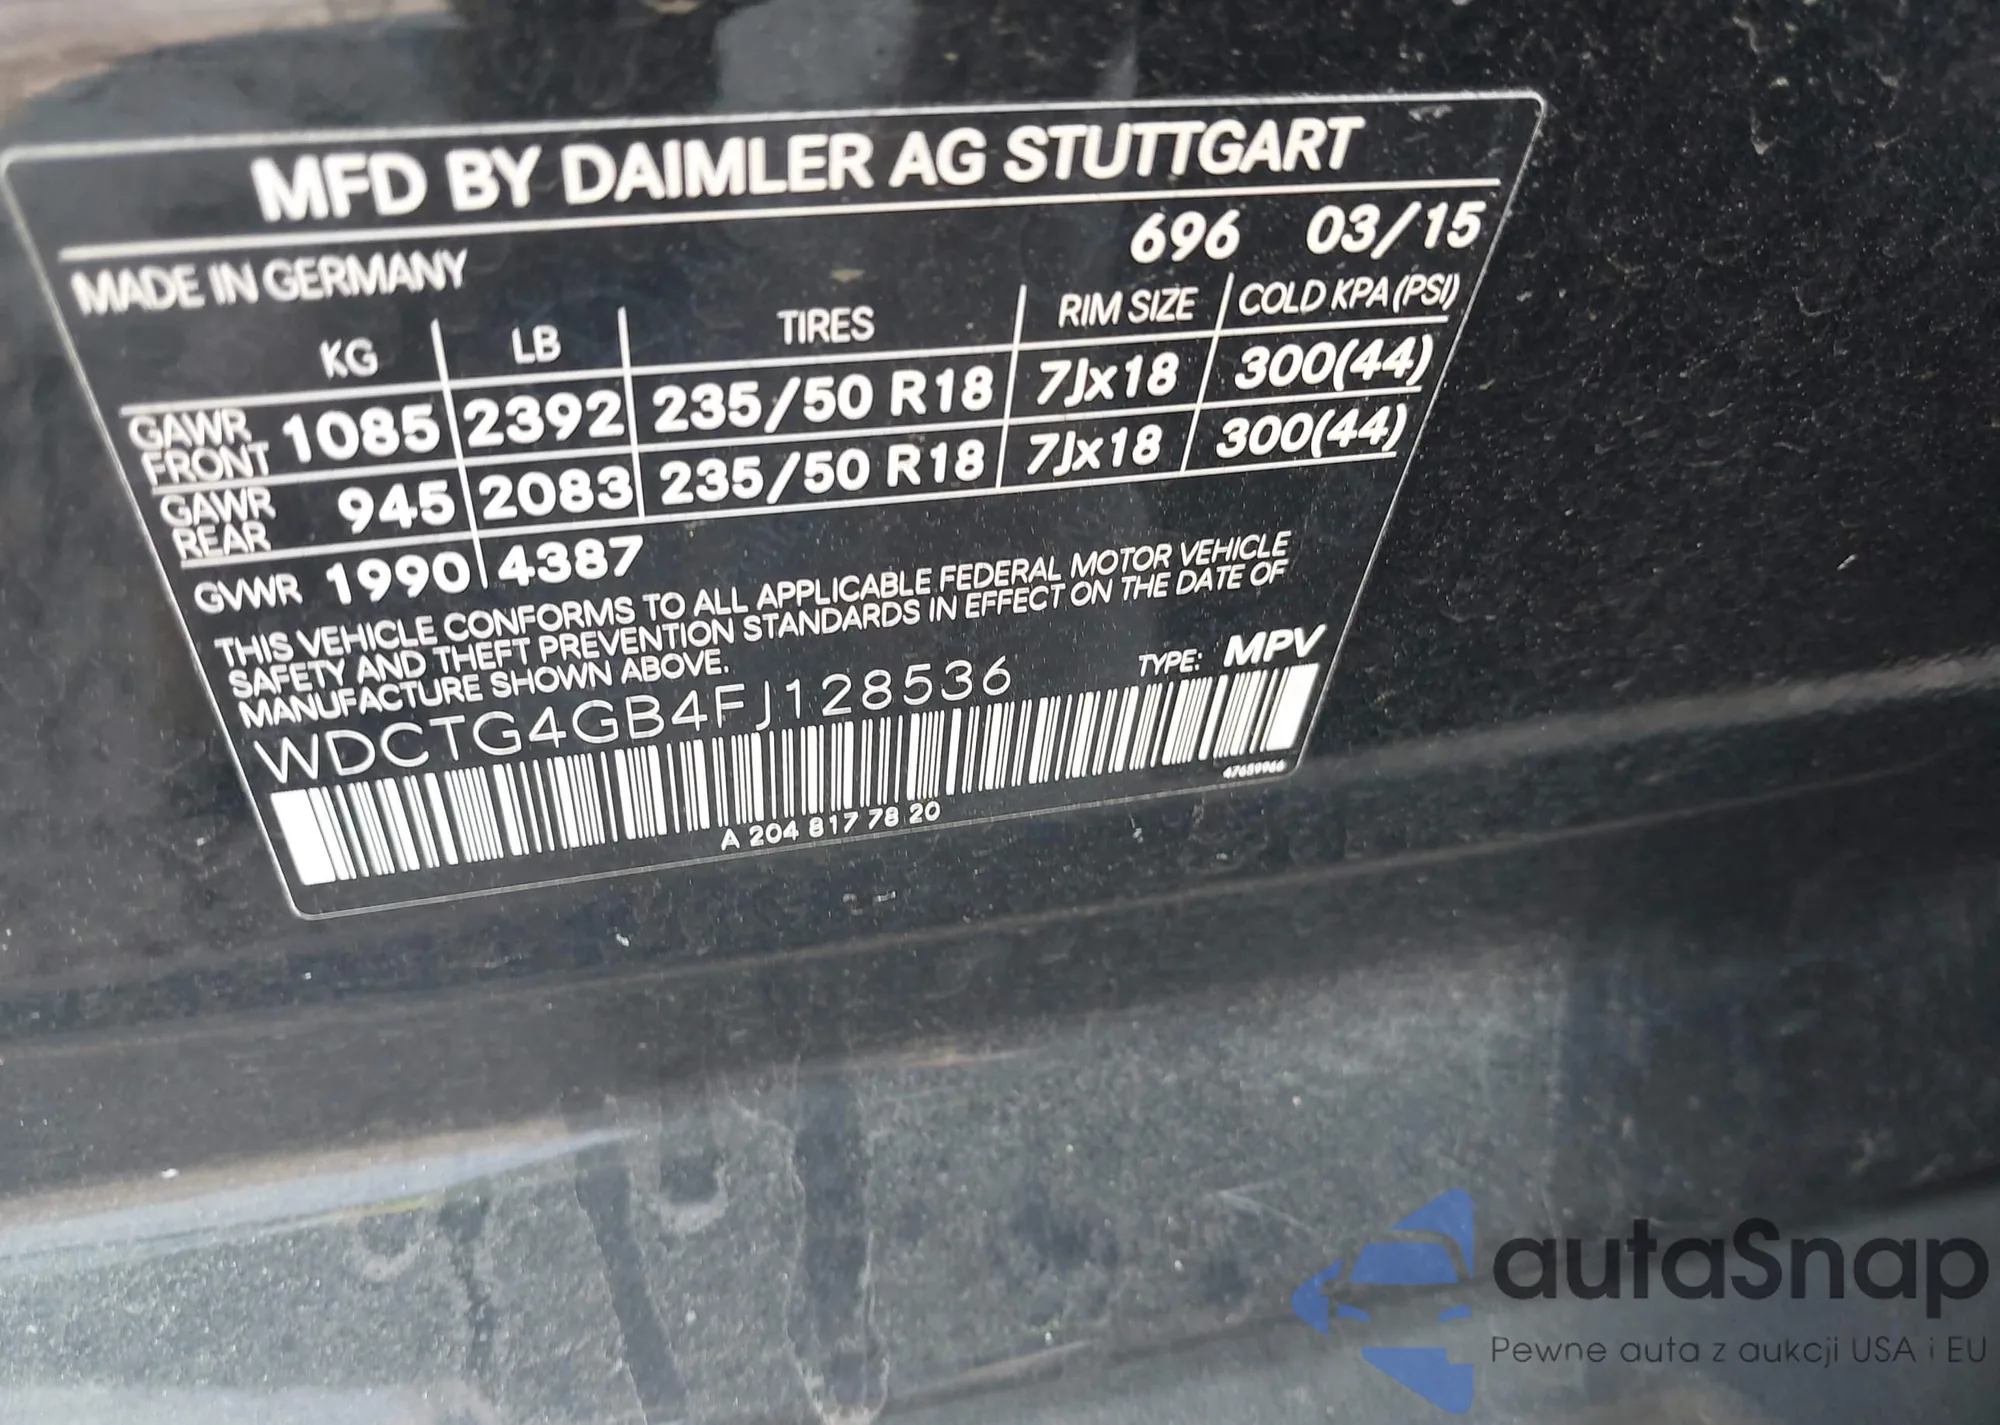 MFD BY DAIMLER AG STUTTGART
MADE IN GERMANY 696 03/15
KG LB TIRES RIM SIZE COLD KPA (PSI)
GAWR FRONT 1085 2392 235/50 R18 7Jx18 300(44)
GAWR REAR 945 2083 235/50 R18 7Jx18 300(44)
GVWR 1990 4387
THIS VEHICLE CONFORMS TO ALL APPLICABLE FEDERAL MOTOR VEHICLE
SAFETY AND THEFT PREVENTION STANDARDS IN EFFECT ON THE DATE OF
MANUFACTURE SHOWN ABOVE.
TYPE: MPV
WDCTG4GB4FJ128536
47659966
A 204 817 78 20
autaSnap
Pewne auta z aukcji USA i EU